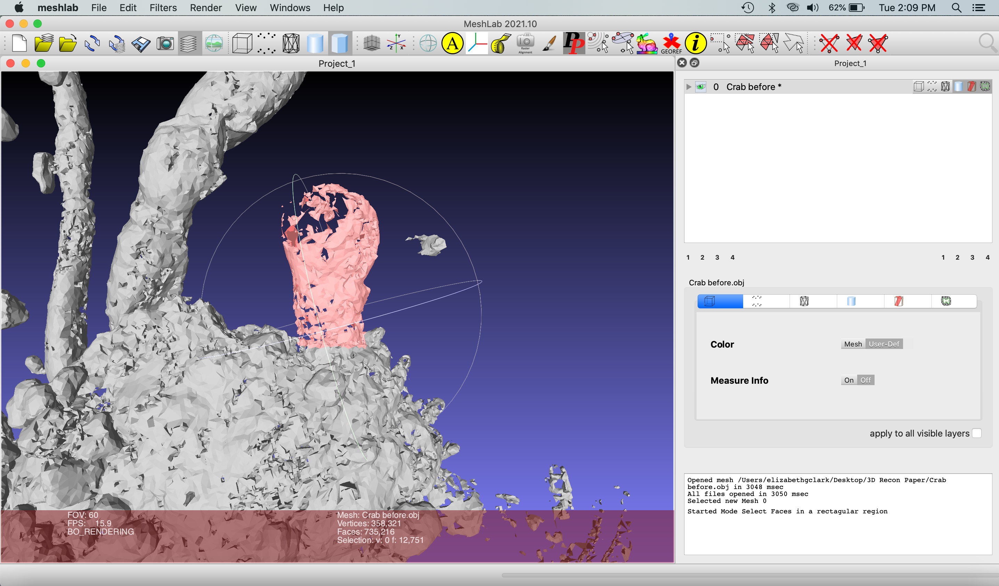 meshlab File Edit Filters Render View Windows Help 62% Tue 2:09 PM
MeshLab 2021.10
Y Z X A Raster Alignment PP GEOREF i
Project_1
Project_1
0 Crab before *
1 2 3 4 1 2 3 4
Crab before.obj
Color Mesh User-Def
Measure Info On Off
apply to all visible layers
Opened mesh /Users/elizabethgclark/Desktop/3D Recon Paper/Crab
before.obj in 3048 msec
All files opened in 3050 msec
Selected new Mesh 0
Started Mode Select Faces in a rectagular region
FOV: 60
FPS: 15.9
BO_RENDERING
Mesh: Crab before.obj
Vertices: 358,321
Faces: 735,216
Selection: v: 0 f: 12,751